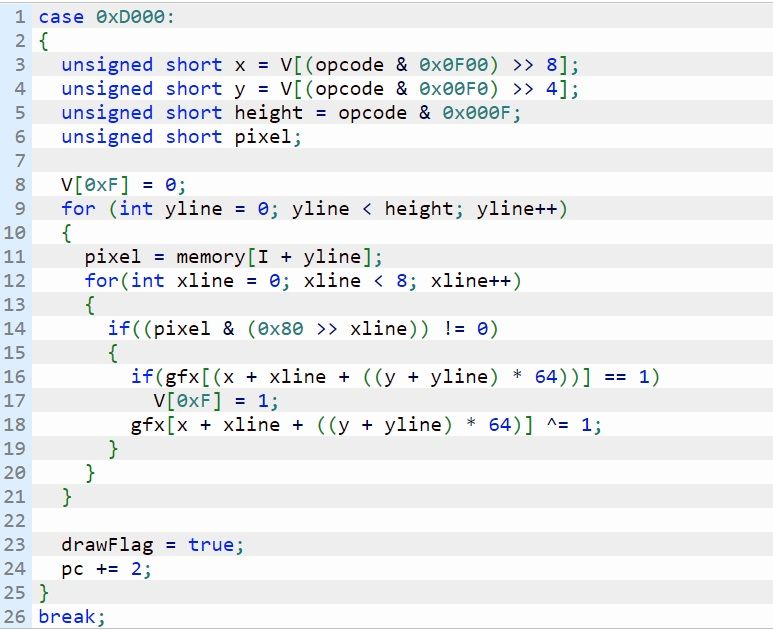 1 case 0xD000:
2 {
3   unsigned short x = V[(opcode & 0x0F00) >> 8];
4   unsigned short y = V[(opcode & 0x00F0) >> 4];
5   unsigned short height = opcode & 0x000F;
6   unsigned short pixel;
7
8   V[0xF] = 0;
9   for (int yline = 0; yline < height; yline++)
10   {
11     pixel = memory[I + yline];
12     for(int xline = 0; xline < 8; xline++)
13     {
14       if((pixel & (0x80 >> xline)) != 0)
15       {
16         if(gfx[(x + xline + ((y + yline) * 64))] == 1)
17           V[0xF] = 1;
18         gfx[x + xline + ((y + yline) * 64)] ^= 1;
19       }
20     }
21   }
22
23   drawFlag = true;
24   pc += 2;
25 }
26 break;